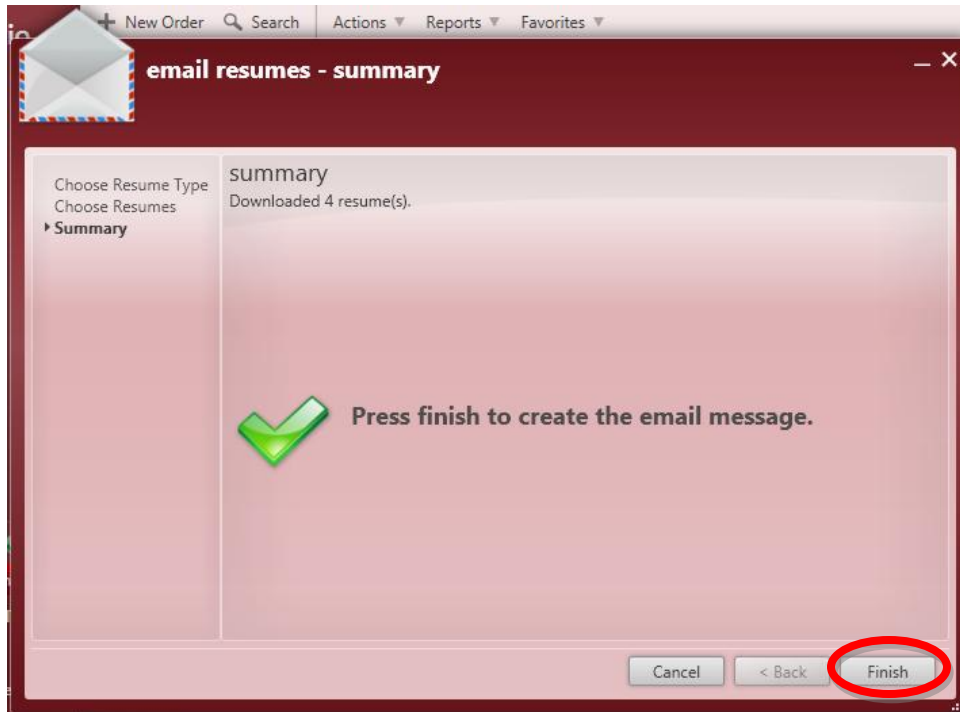 New Order Search Actions Reports Favorites
email resumes - summary
Choose Resume Type
Choose Resumes
Summary
summary
Downloaded 4 resume(s).
Press finish to create the email message.
Cancel < Back Finish